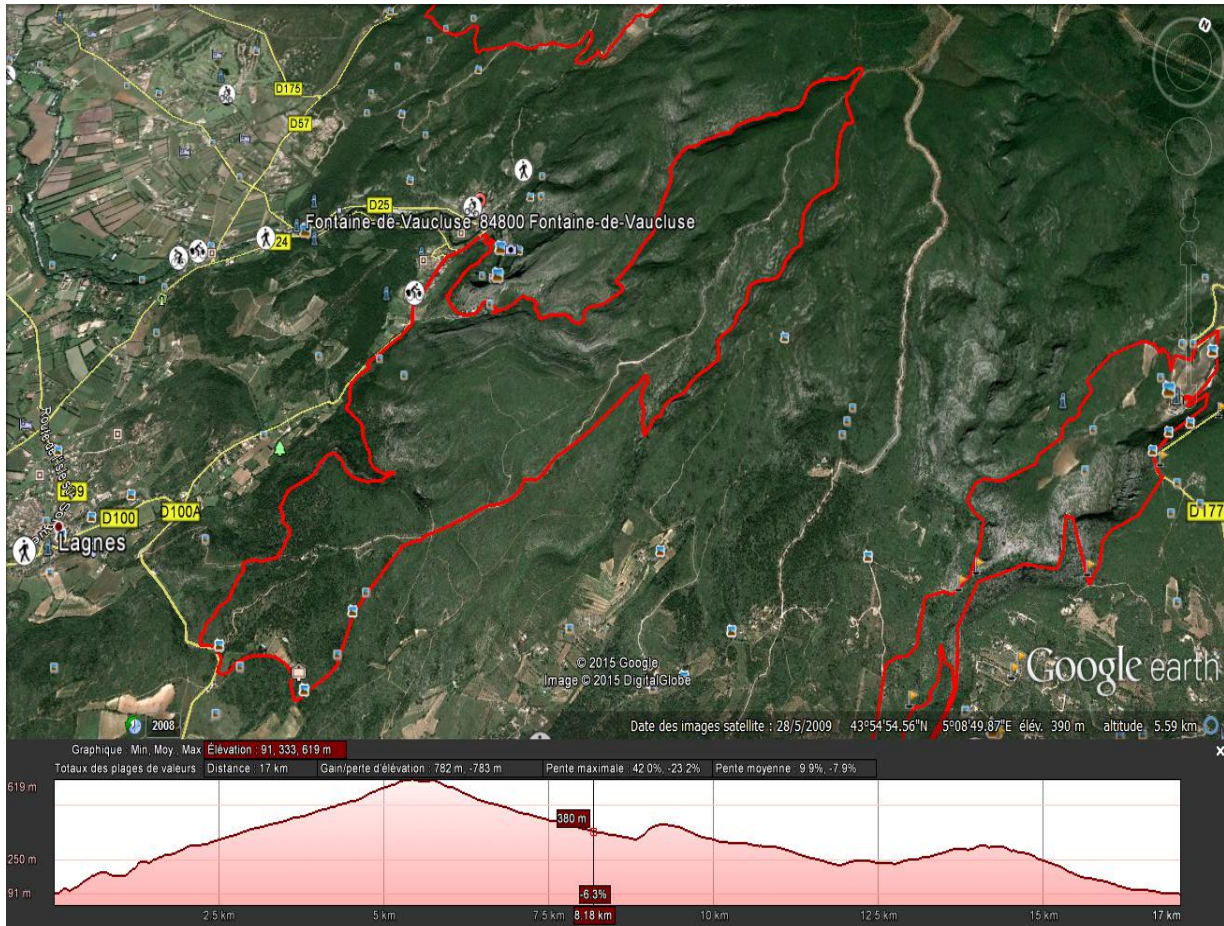 D175
D57
D25
Fontaine-de-Vaucluse 84800 Fontaine-de-Vaucluse
24
D100
D100A
Lagnes
D177
© 2015 Google
Image © 2015 DigitalGlobe
Google earth
2008
Date des images satellite : 28/5/2009 43°54'54.56"N 5°08'49.87"E élév. 390 m altitude 5.59 km
Graphique : Min, Moy., Max Élévation : 91, 333, 619 m
Totaux des plages de valeurs Distance : 17 km Gain/perte d'élévation : 782 m, -783 m Pente maximale : 42.0%, -23.2% Pente moyenne : 9.9%, -7.9%
619 m
380 m
250 m
91 m
-6.3%
2.5 km 5 km 7.5 km 8.18 km 10 km 12.5 km 15 km 17 km